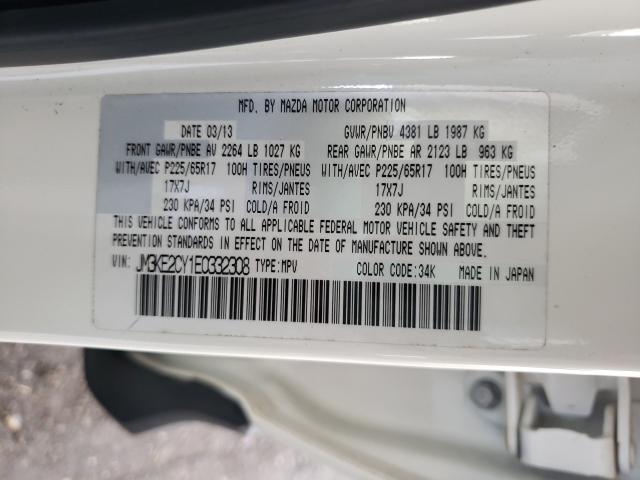 MFD. BY MAZDA MOTOR CORPORATION
DATE 03/13 GVWR/PNBV 4381 LB 1987 KG
FRONT GAWR/PNBE AV 2264 LB 1027 KG REAR GAWR/PNBE AR 2123 LB 963 KG
WITH/AVEC P225/65R17 100H TIRES/PNEUS WITH/AVEC P225/65R17 100H TIRES/PNEUS
17X7J RIMS/JANTES 17X7J RIMS/JANTES
230 KPA/34 PSI COLD/A FROID 230 KPA/34 PSI COLD/A FROID
THIS VEHICLE CONFORMS TO ALL APPLICABLE FEDERAL MOTOR VEHICLE SAFETY AND THEFT
PREVENTION STANDARDS IN EFFECT ON THE DATE OF MANUFACTURE SHOWN ABOVE.
VIN: JM3KE2CY1E0332308 TYPE:MPV COLOR CODE:34K MADE IN JAPAN